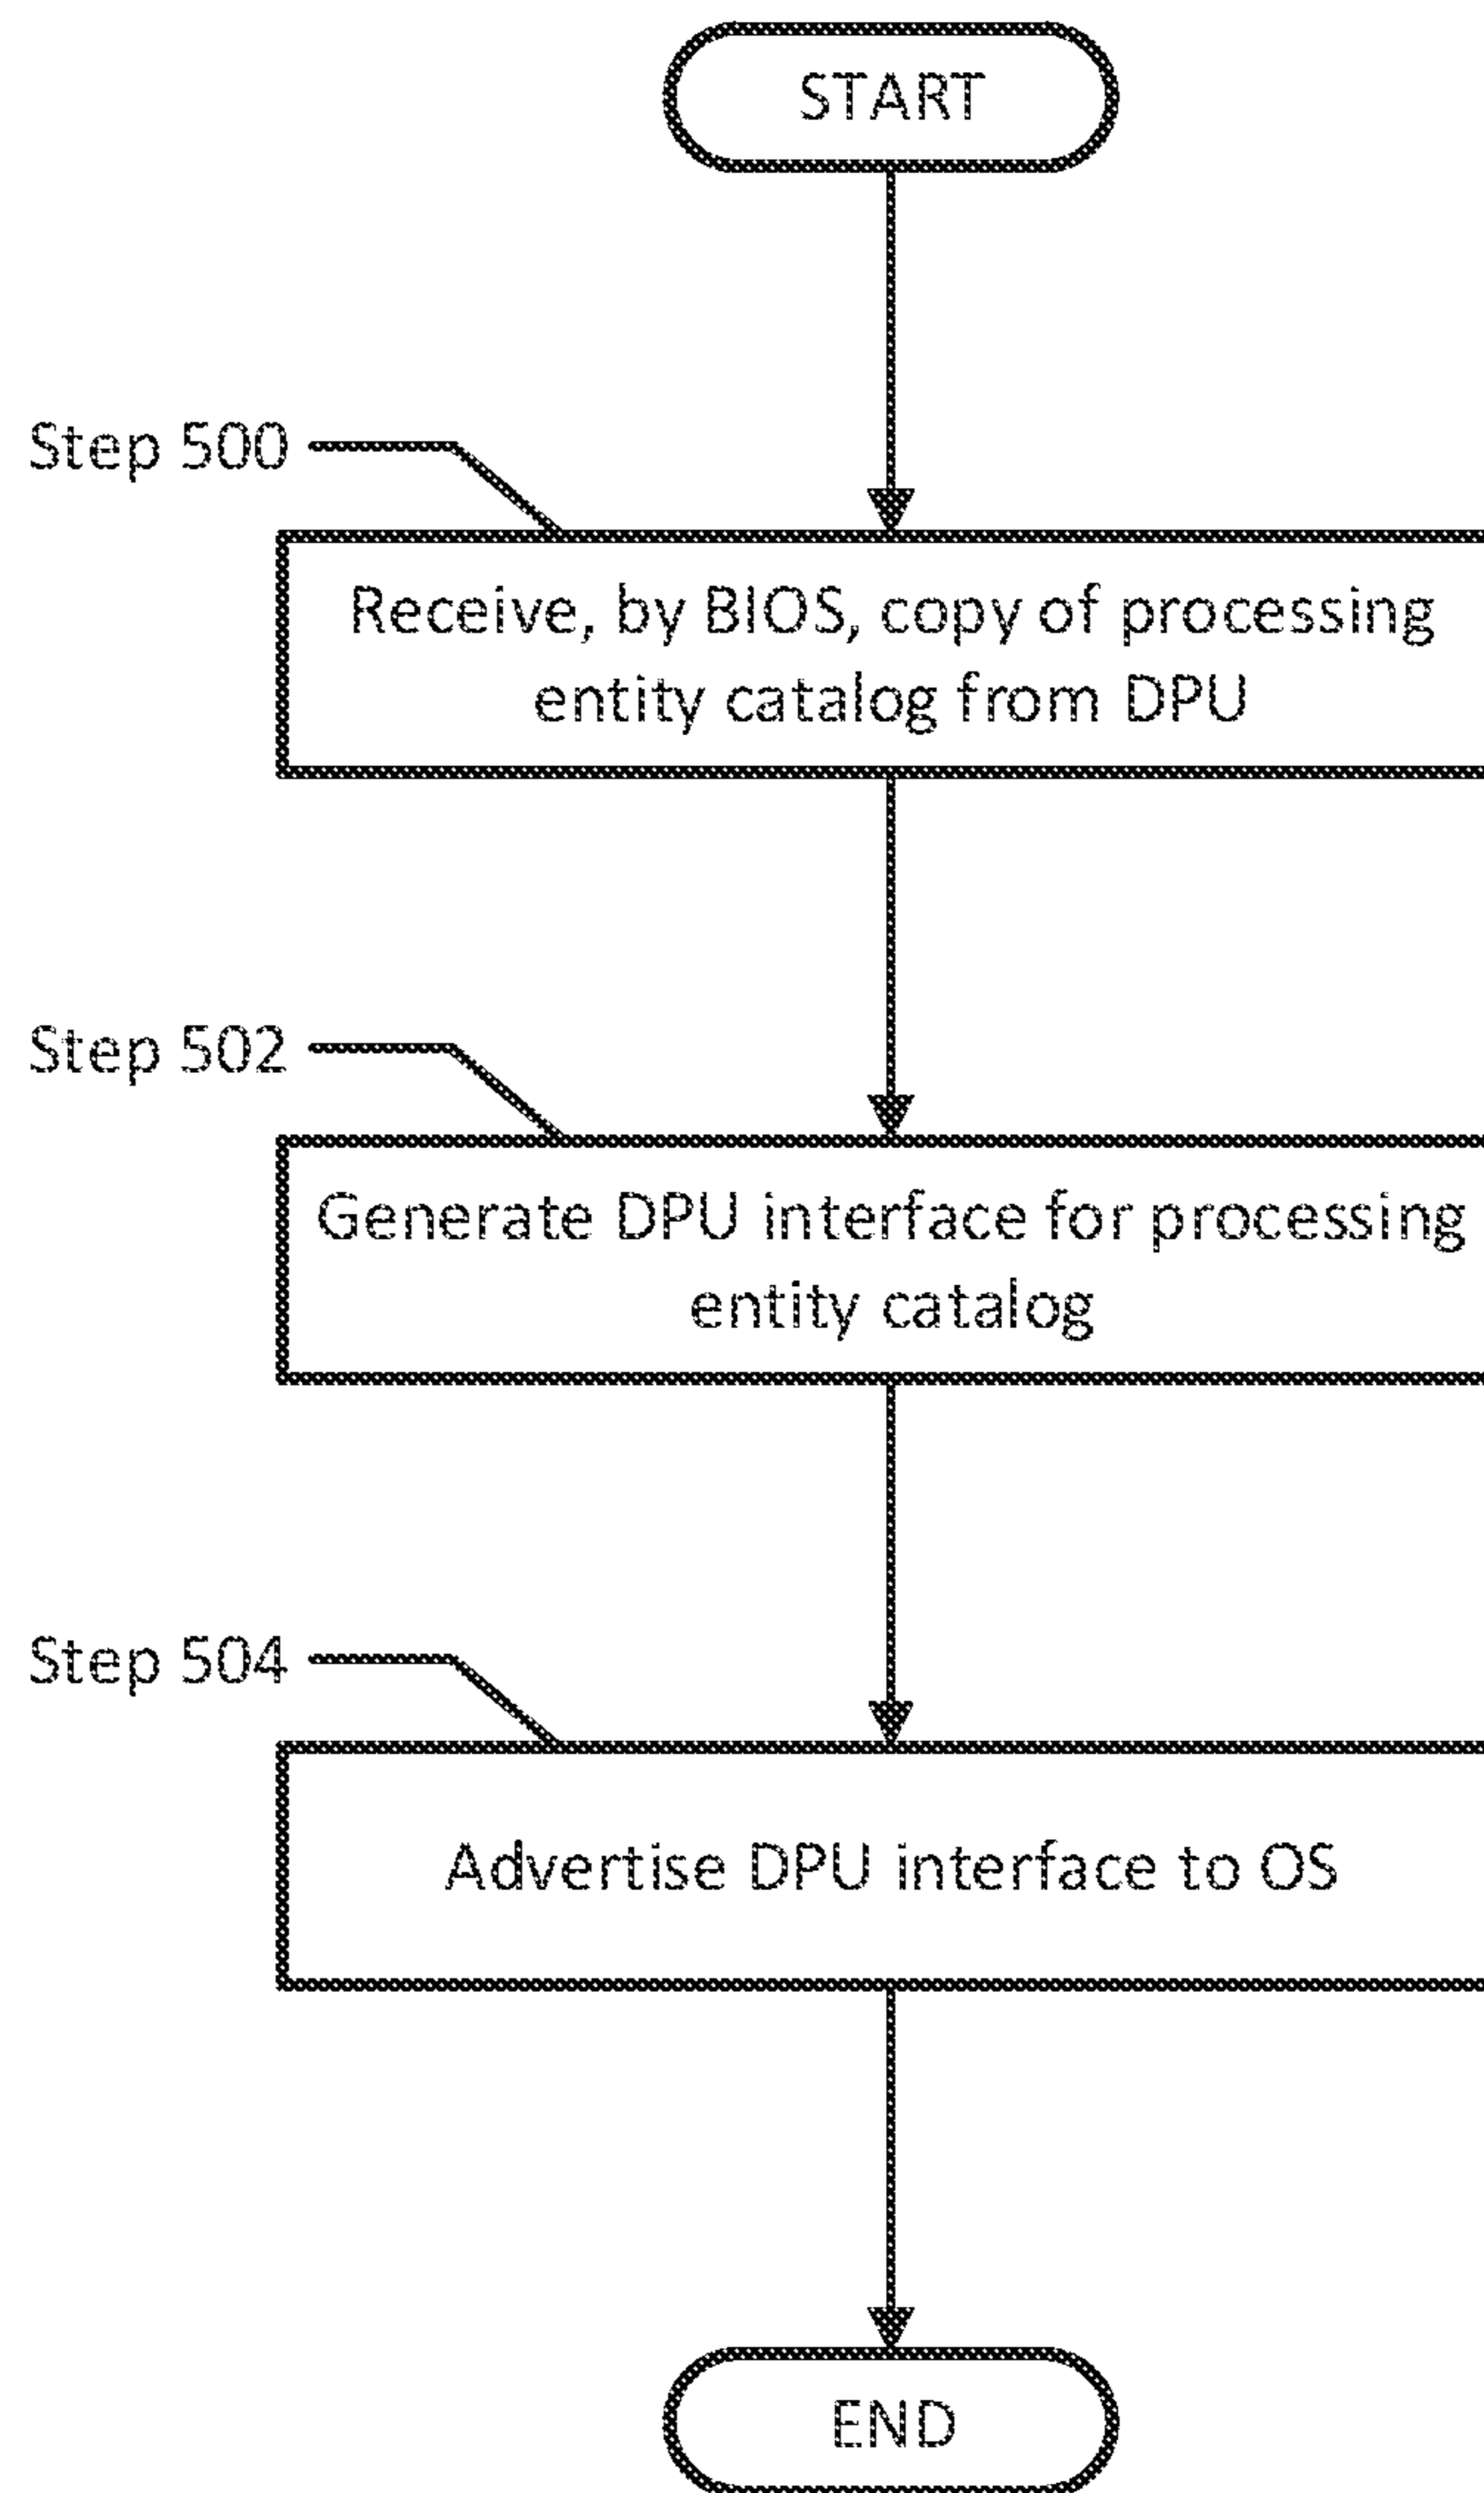 START
Step 500
Receive, by BIOS, copy of processing
entity catalog from DPU
Step 502
Generate DPU interface for processing
entity catalog
Step 504
Advertise DPU interface to OS
END